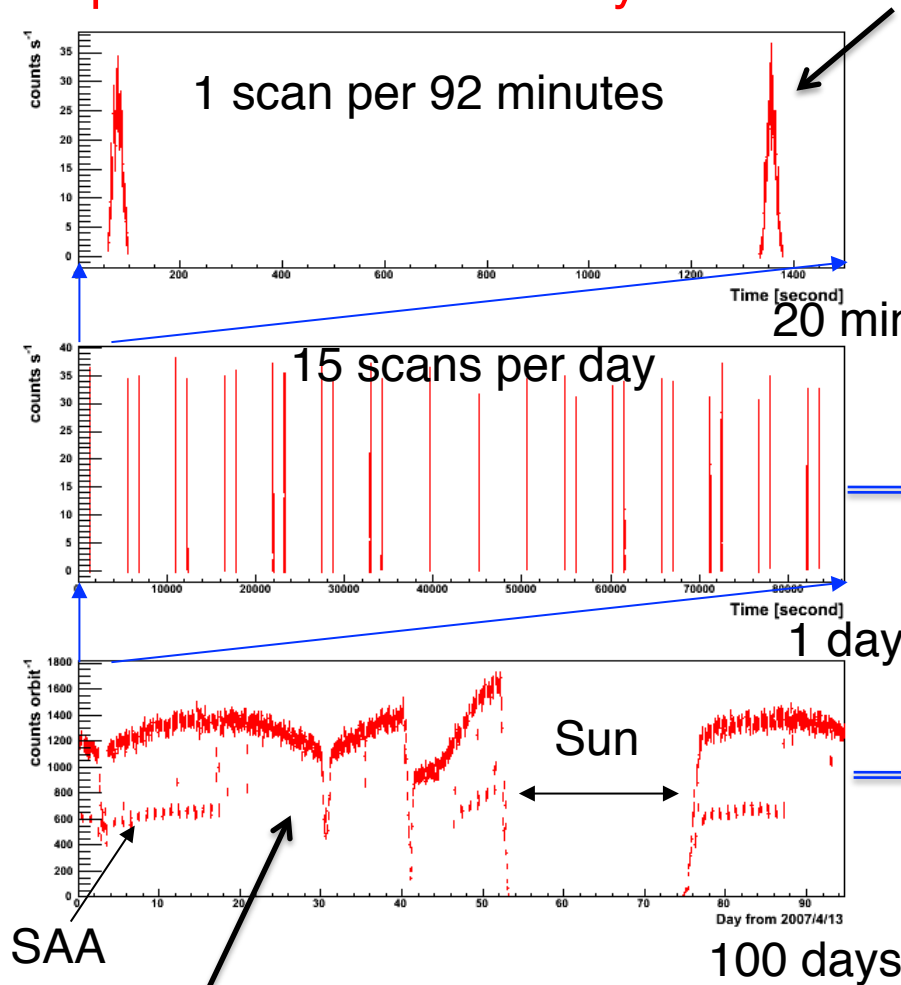 counts s-1
35
30
25
20
15
10
5
0
1 scan per 92 minutes
200 400 600 800 1000 1200 1400
Time [second]
20 min
counts s-1
40
35
30
25
20
15
10
5
0
15 scans per day
10000 20000 30000 40000 50000 60000 70000 80000
Time [second]
1 day
counts orbit-1
1800
1600
1400
1200
1000
800
600
400
200
0
Sun
0 10 20 30 40 50 60 70 80 90
Day from 2007/4/13
SAA
100 days